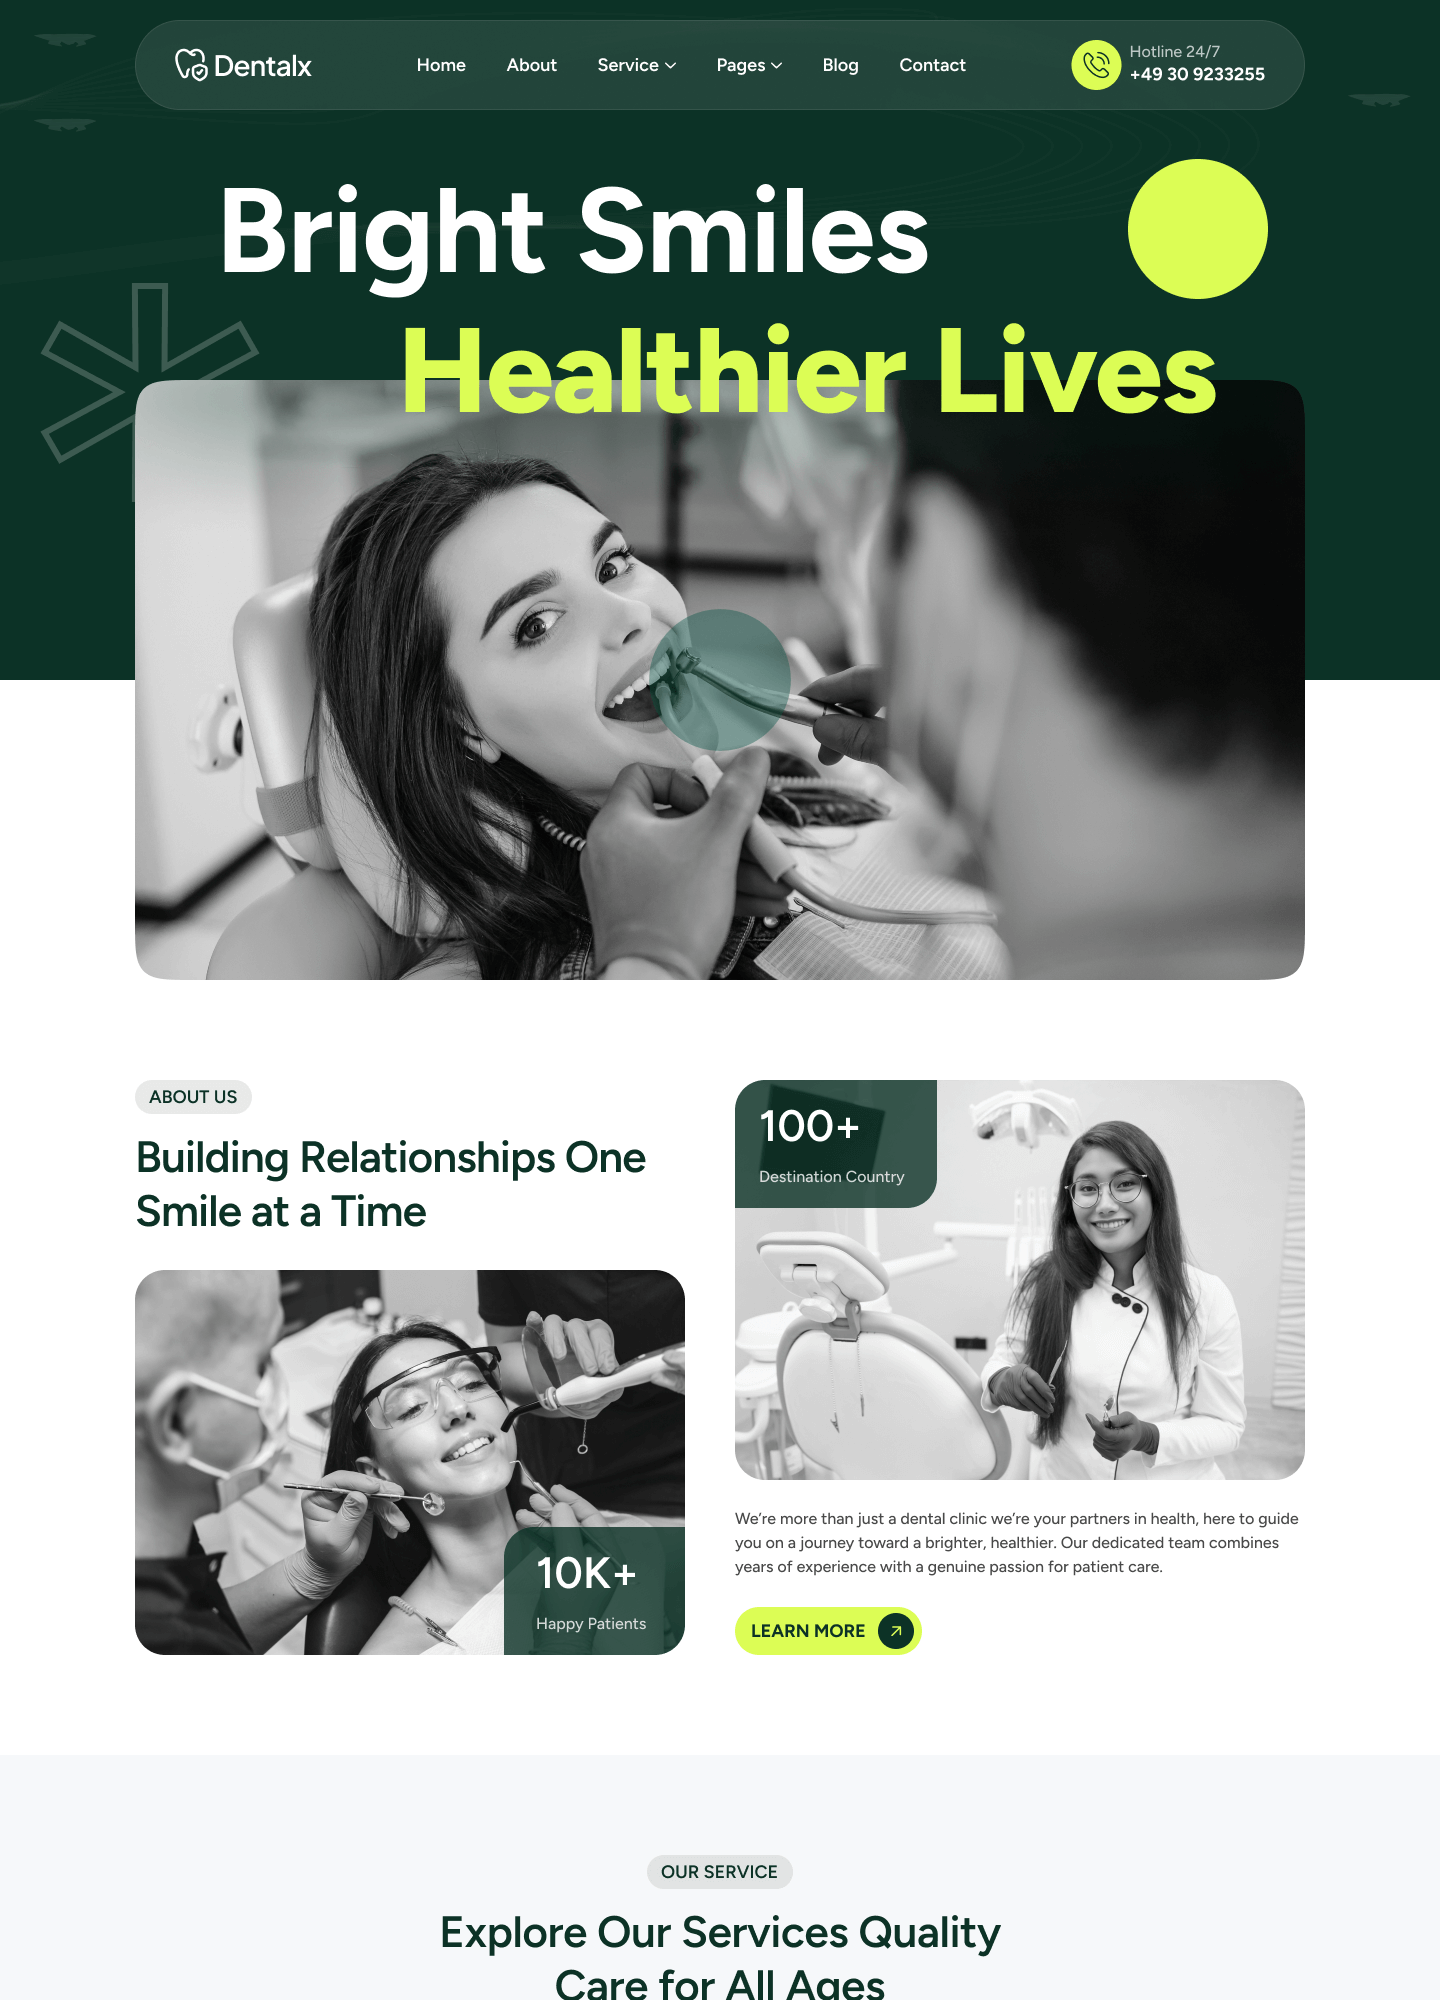 Dentalx
Home
About
Service
Pages
Blog
Contact
Hotline 24/7
+49 30 9233255
Bright Smiles
Healthier Lives
ABOUT US
Building Relationships One
Smile at a Time
10K+
Happy Patients
100+
Destination Country
We’re more than just a dental clinic we’re your partners in health, here to guide
you on a journey toward a brighter, healthier. Our dedicated team combines
years of experience with a genuine passion for patient care.
LEARN MORE
OUR SERVICE
Explore Our Services Quality
Care for All Ages